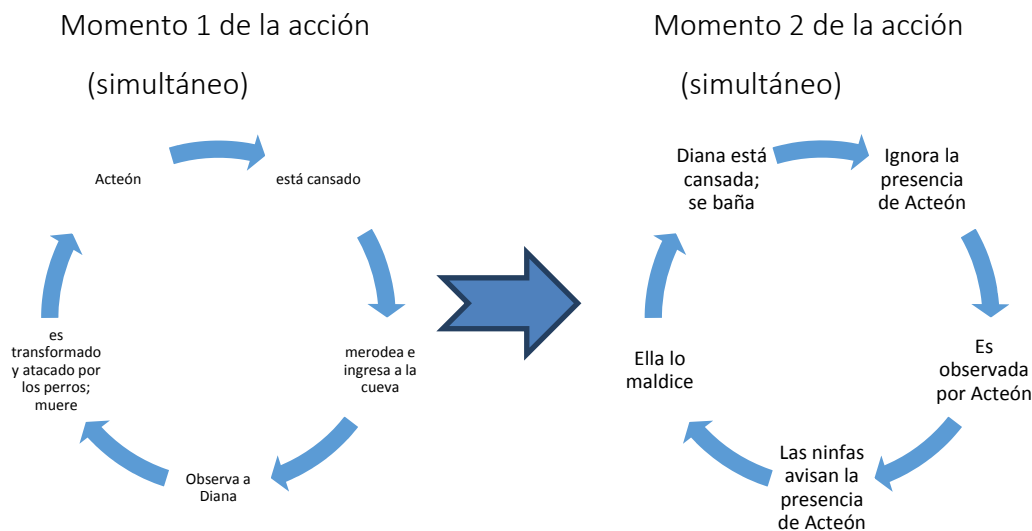 Momento 1 de la acción
(simultáneo)
Acteón
está cansado
merodea e
ingresa a la
cueva
Observa a
Diana
es
transformado
y atacado por
los perros;
muere
Momento 2 de la acción
(simultáneo)
Diana está
cansada;
se baña
Ignora la
presencia
de Acteón
Es
observada
por Acteón
Las ninfas
avisan la
presencia
de Acteón
Ella lo
maldice